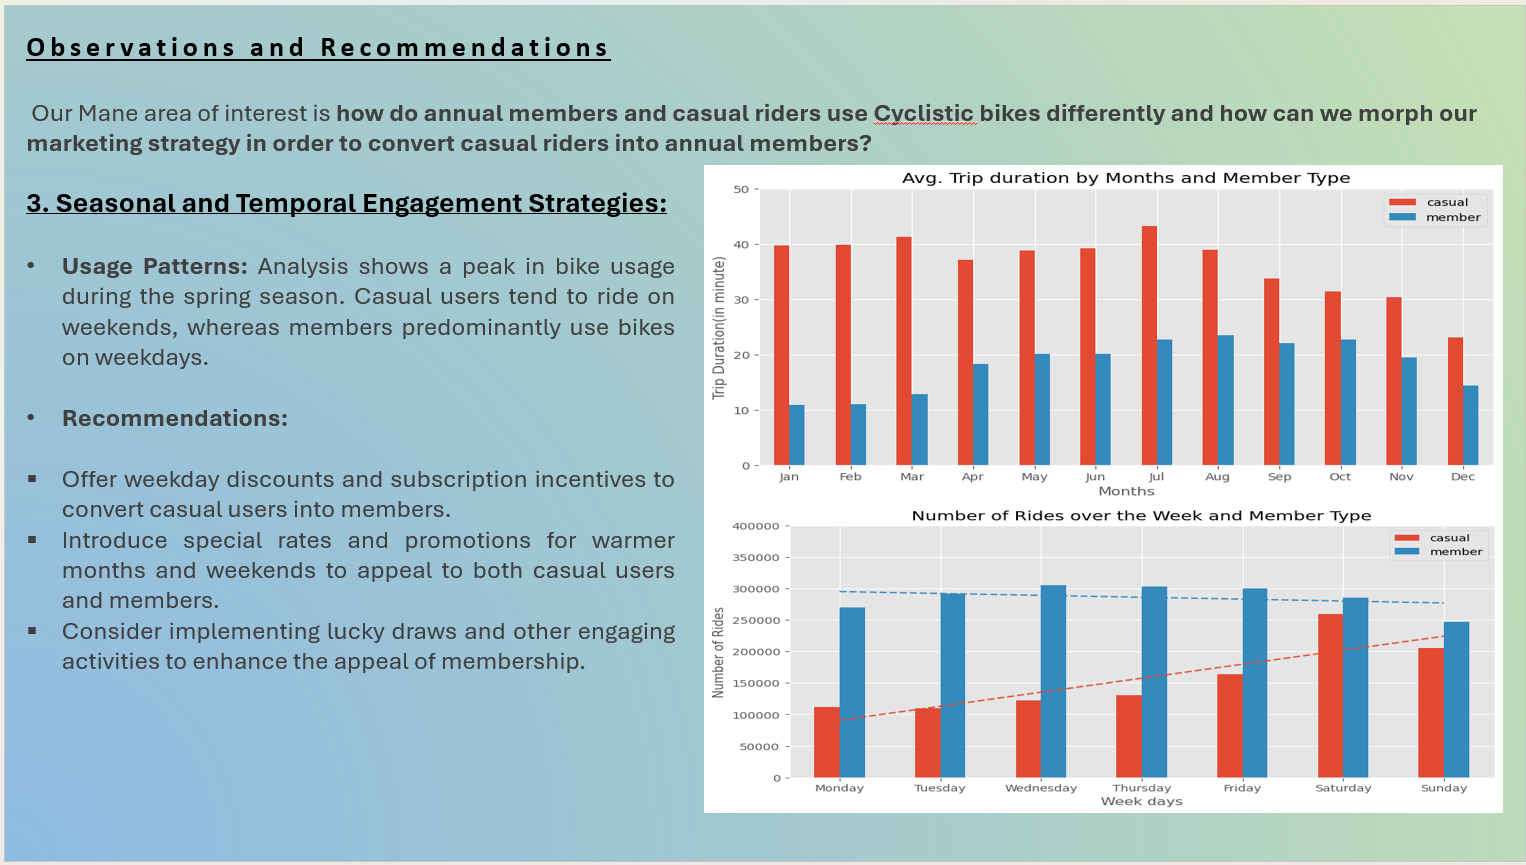 Observations and Recommendations
Our Mane area of interest is how do annual members and casual riders use Cyclistic bikes differently and how can we morph our
marketing strategy in order to convert casual riders into annual members?
3. Seasonal and Temporal Engagement Strategies:
• Usage Patterns: Analysis shows a peak in bike usage
during the spring season. Casual users tend to ride on
weekends, whereas members predominantly use bikes
on weekdays.
• Recommendations:
▪ Offer weekday discounts and subscription incentives to
convert casual users into members.
▪ Introduce special rates and promotions for warmer
months and weekends to appeal to both casual users
and members.
▪ Consider implementing lucky draws and other engaging
activities to enhance the appeal of membership.
Avg. Trip duration by Months and Member Type
casual
member
Trip Duration(in minute)
50
40
30
20
10
0
Jan Feb Mar Apr May Jun Jul Aug Sep Oct Nov Dec
Months
Number of Rides over the Week and Member Type
casual
member
Number of Rides
400000
350000
300000
250000
200000
150000
100000
50000
0
Monday Tuesday Wednesday Thursday Friday Saturday Sunday
Week days